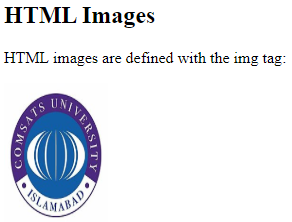 HTML Images
HTML images are defined with the img tag:
COMSATS UNIVERSITY
ISLAMABAD